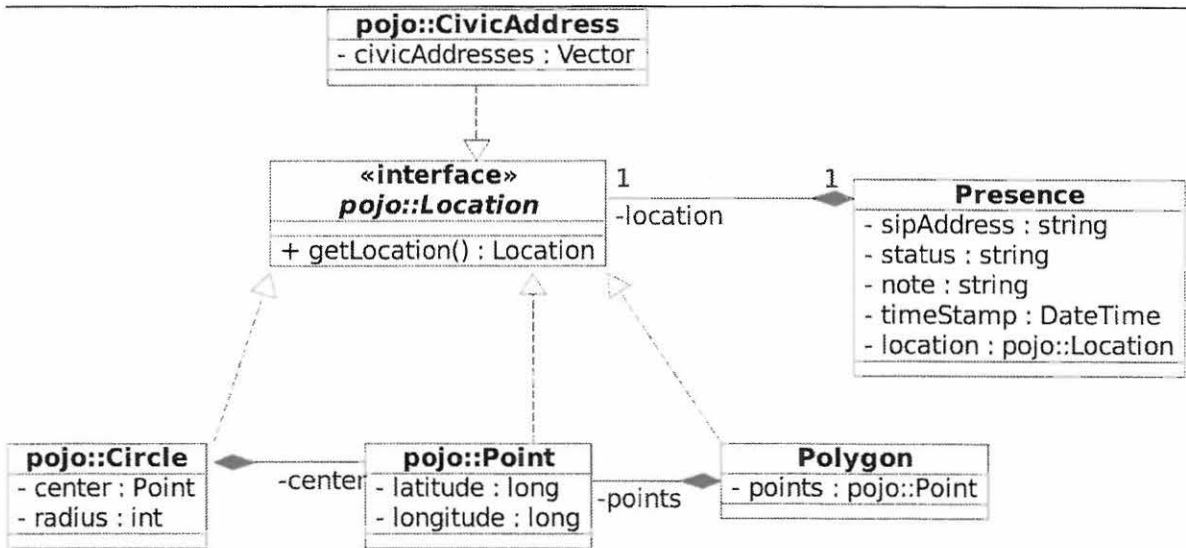 pojo::CivicAddress
- civicAddresses : Vector
«interface»
pojo::Location
+ getLocation() : Location
1
-location
1
Presence
- sipAddress : string
- status : string
- note : string
- timeStamp : DateTime
- location : pojo::Location
pojo::Circle
- center : Point
- radius : int
-center
pojo::Point
- latitude : long
- longitude : long
-points
Polygon
- points : pojo::Point